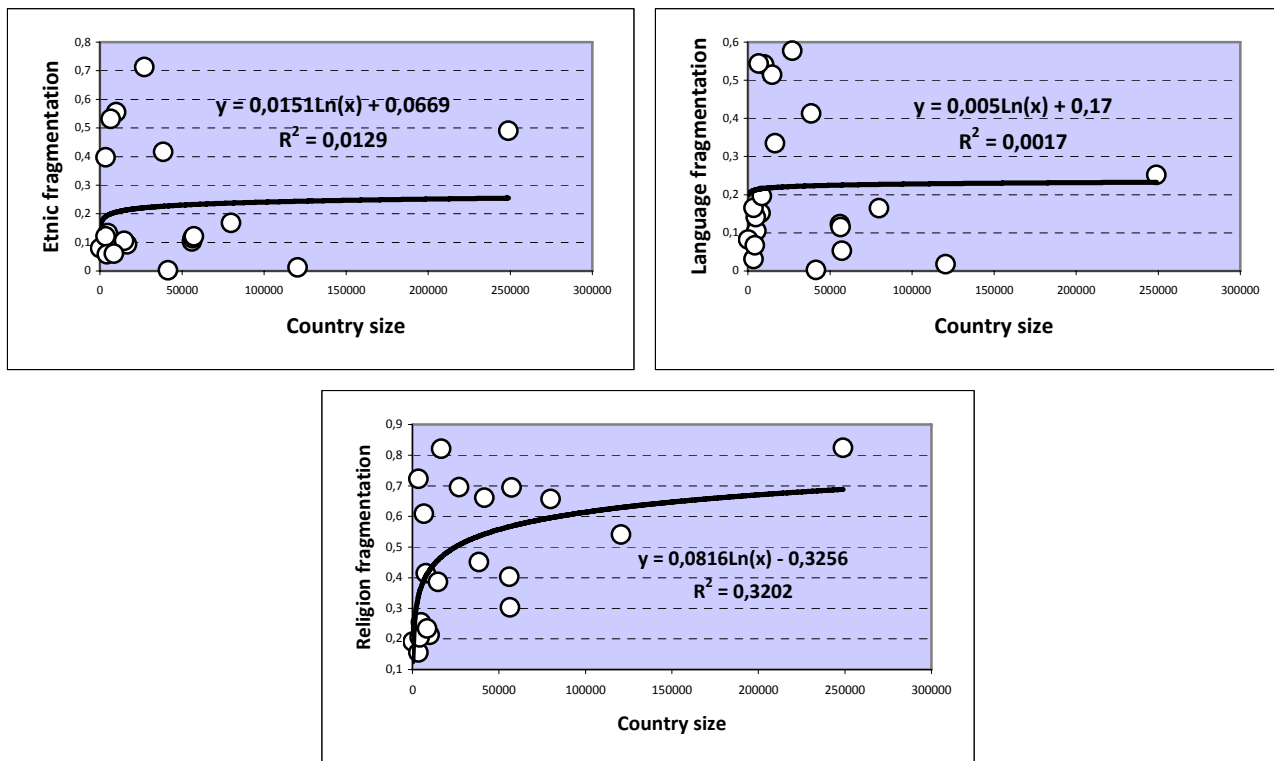 0,8
0,7
0,6
0,5
0,4
0,3
0,2
0,1
0
Etnic fragmentation
y = 0,0151Ln(x) + 0,0669
R² = 0,0129
0 50000 100000 150000 200000 250000 300000
Country size
0,6
0,5
0,4
0,3
0,2
0,1
0
Language fragmentation
y = 0,005Ln(x) + 0,17
R² = 0,0017
0 50000 100000 150000 200000 250000 300000
Country size
0,9
0,8
0,7
0,6
0,5
0,4
0,3
0,2
0,1
Religion fragmentation
y = 0,0816Ln(x) - 0,3256
R² = 0,3202
0 50000 100000 150000 200000 250000 300000
Country size